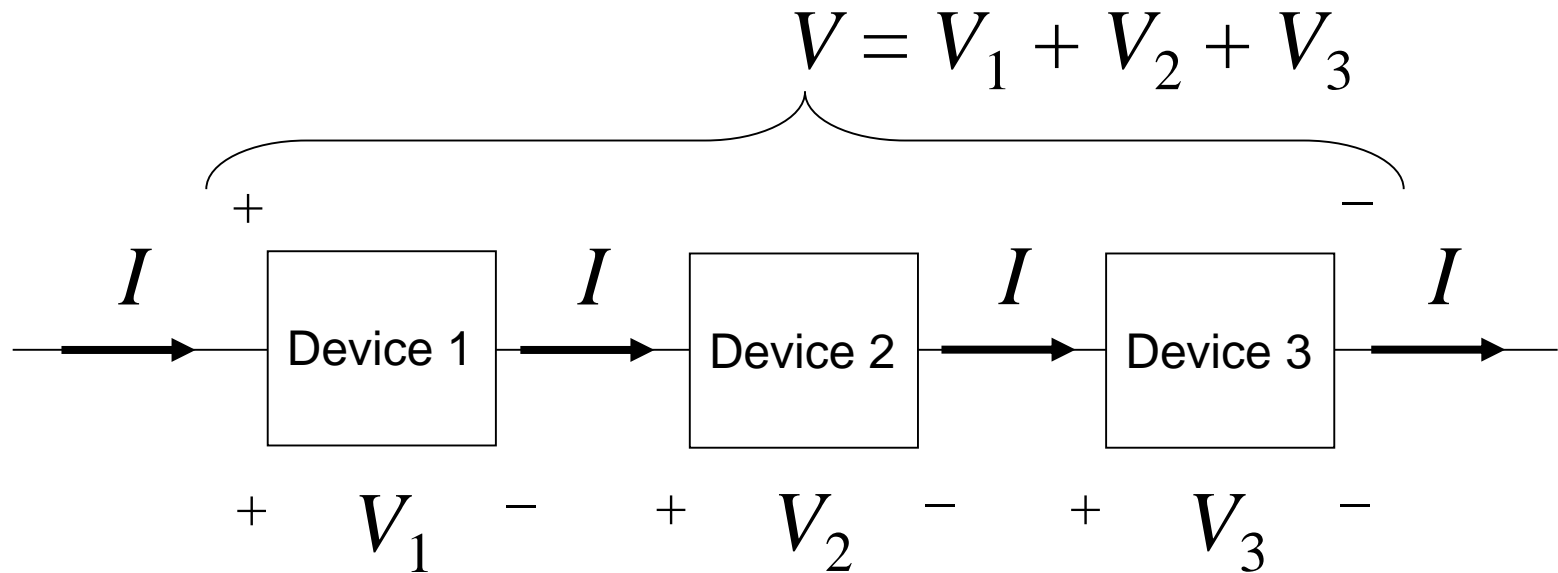 V = V₁ + V₂ + V₃
+ −
I I I I
Device 1 Device 2 Device 3
+ V₁ − + V₂ − + V₃ −